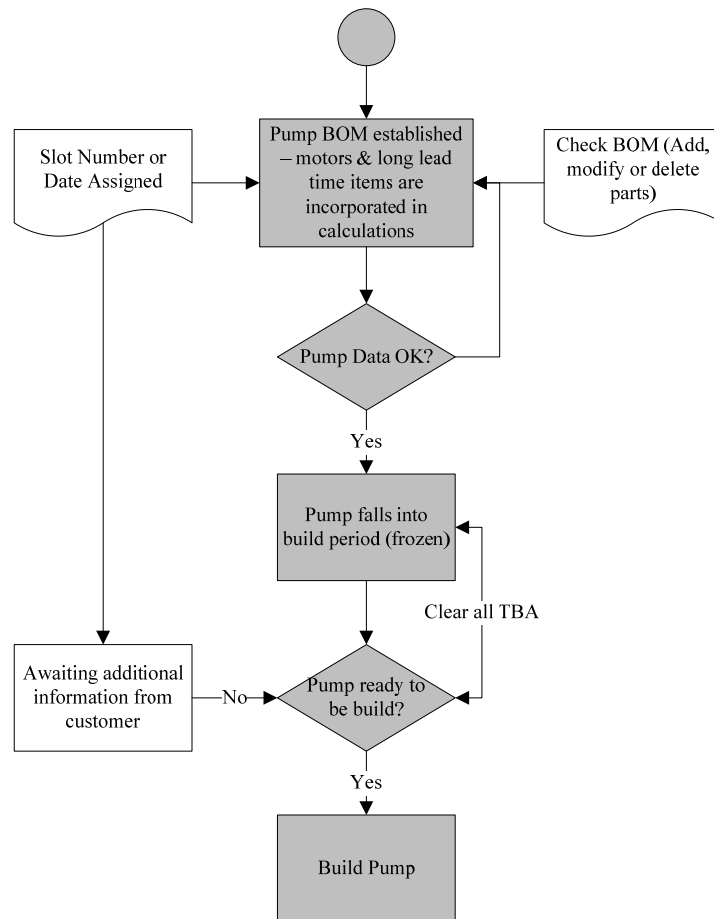 Pump BOM established
– motors & long lead
time items are
incorporated in
calculations
Slot Number or
Date Assigned
Check BOM (Add,
modify or delete
parts)
Pump Data OK?
Yes
Pump falls into
build period (frozen)
Clear all TBA
Awaiting additional
information from
customer
No
Pump ready to
be build?
Yes
Build Pump